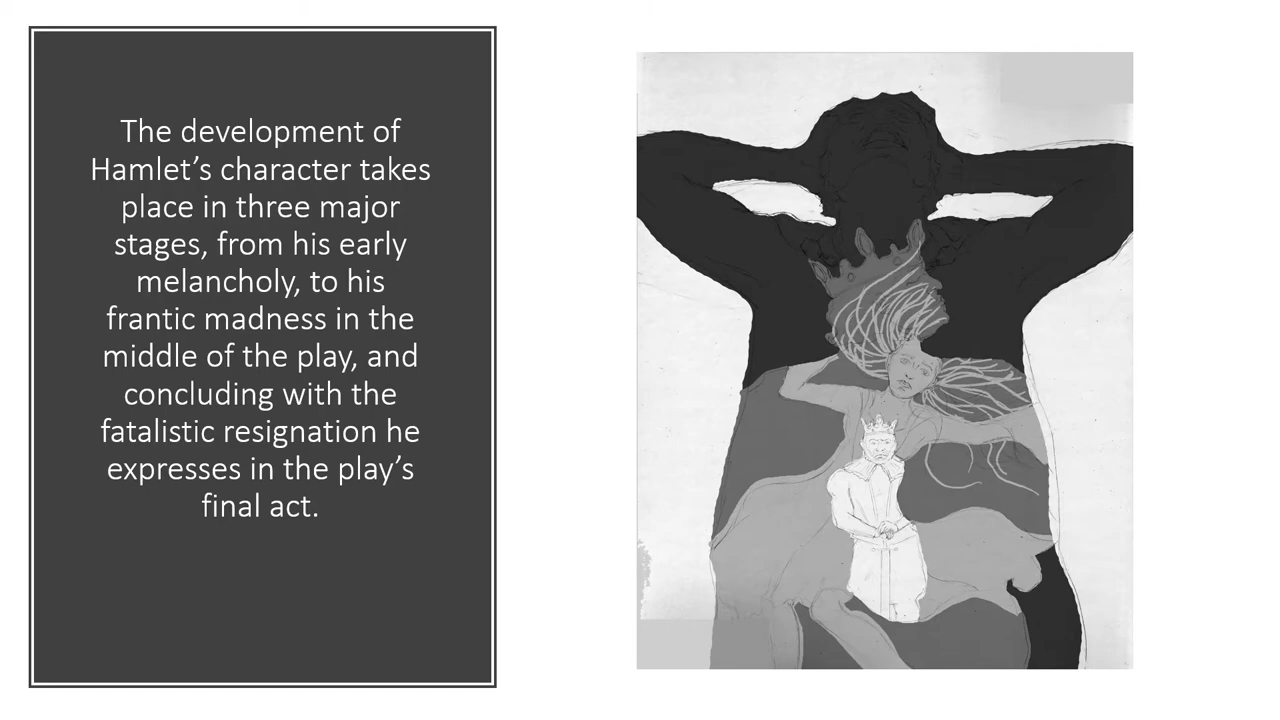 The development of
Hamlet’s character takes
place in three major
stages, from his early
melancholy, to his
frantic madness in the
middle of the play, and
concluding with the
fatalistic resignation he
expresses in the play’s
final act.